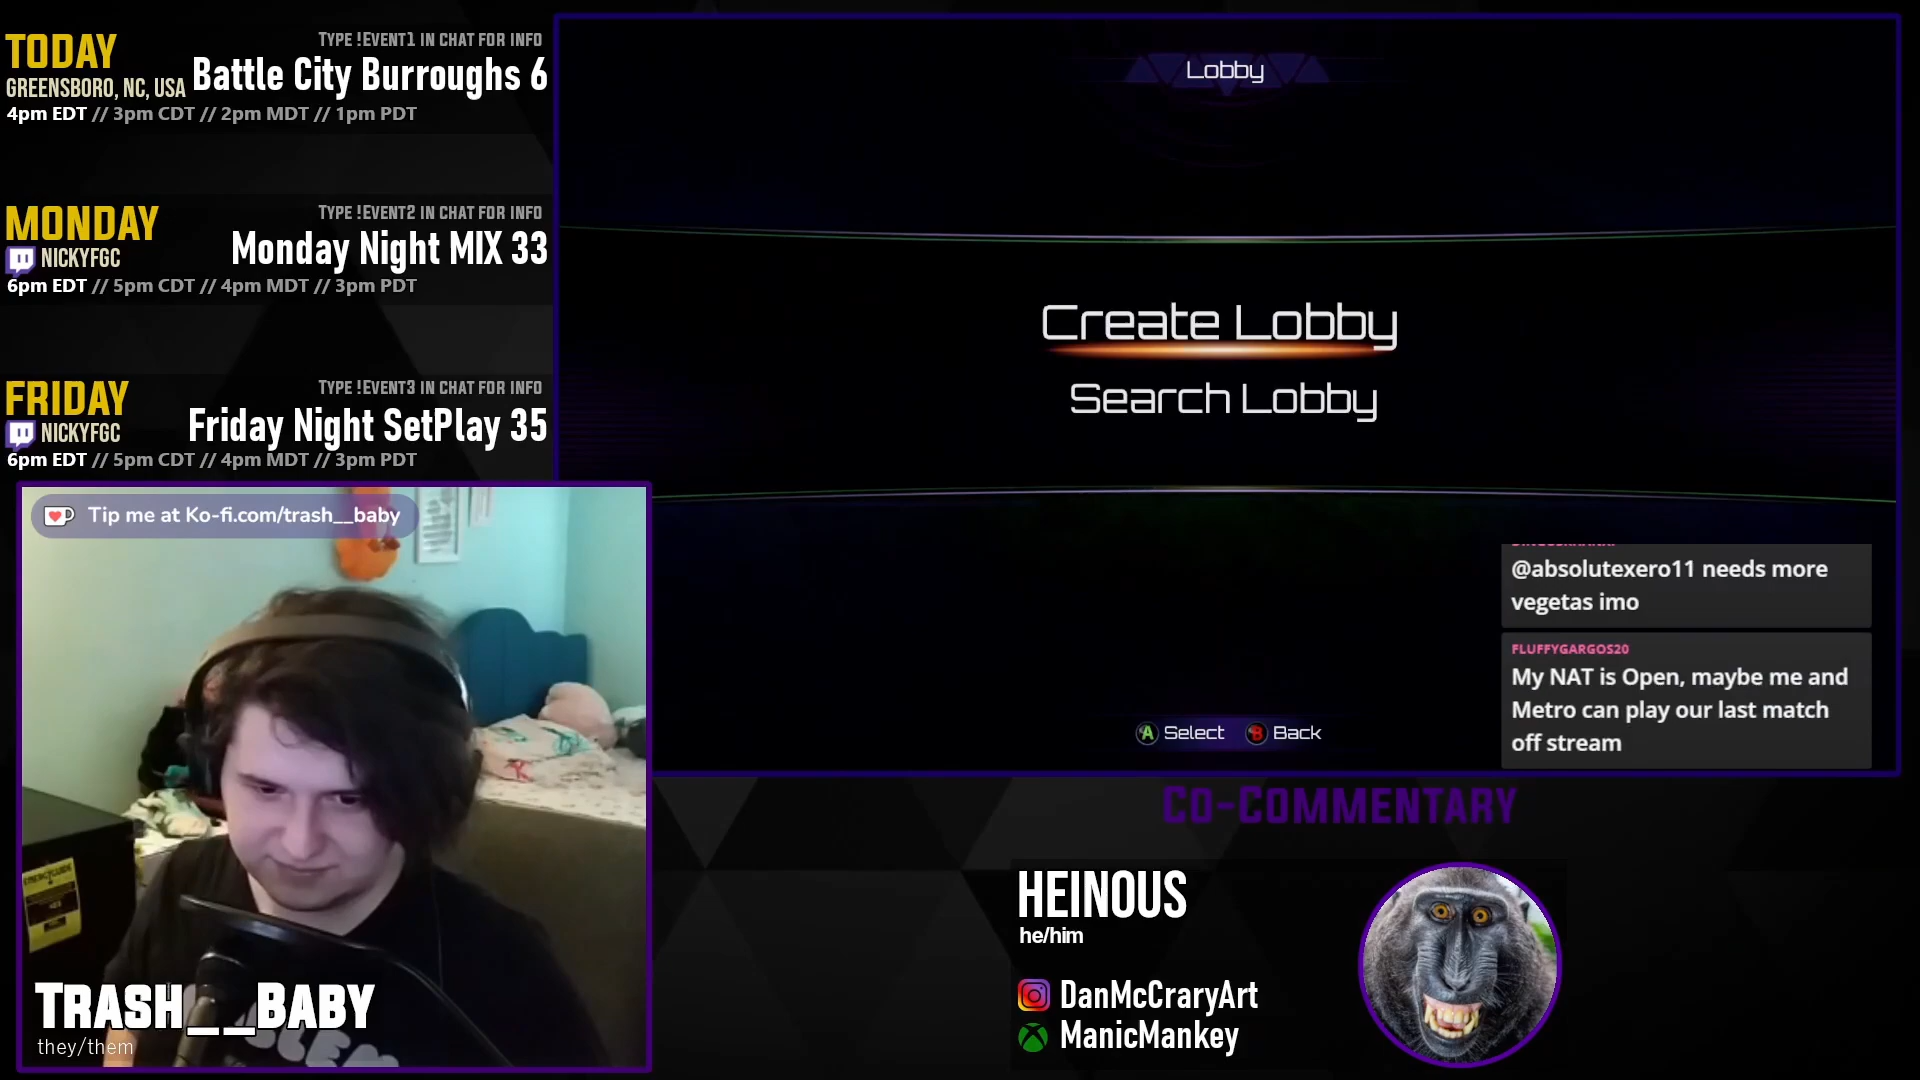 TODAY
TYPE !EVENT1 IN CHAT FOR INFO
GREENSBORO, NC, USA
Battle City Burroughs 6
4pm EDT // 3pm CDT // 2pm MDT // 1pm PDT
MONDAY
TYPE !EVENT2 IN CHAT FOR INFO
NICKYFGC
Monday Night MIX 33
6pm EDT // 5pm CDT // 4pm MDT // 3pm PDT
FRIDAY
TYPE !EVENT3 IN CHAT FOR INFO
NICKYFGC
Friday Night SetPlay 35
6pm EDT // 5pm CDT // 4pm MDT // 3pm PDT
Tip me at Ko-fi.com/trash__baby
ENERGYGUIDE
TRASH__BABY
they/them
Lobby
Create Lobby
Search Lobby
A Select B Back
@absolutexero11 needs more
vegetas imo
FLUFFYGARGOS20
My NAT is Open, maybe me and
Metro can play our last match
off stream
CO-COMMENTARY
HEINOUS
he/him
DanMcCraryArt
ManicMankey